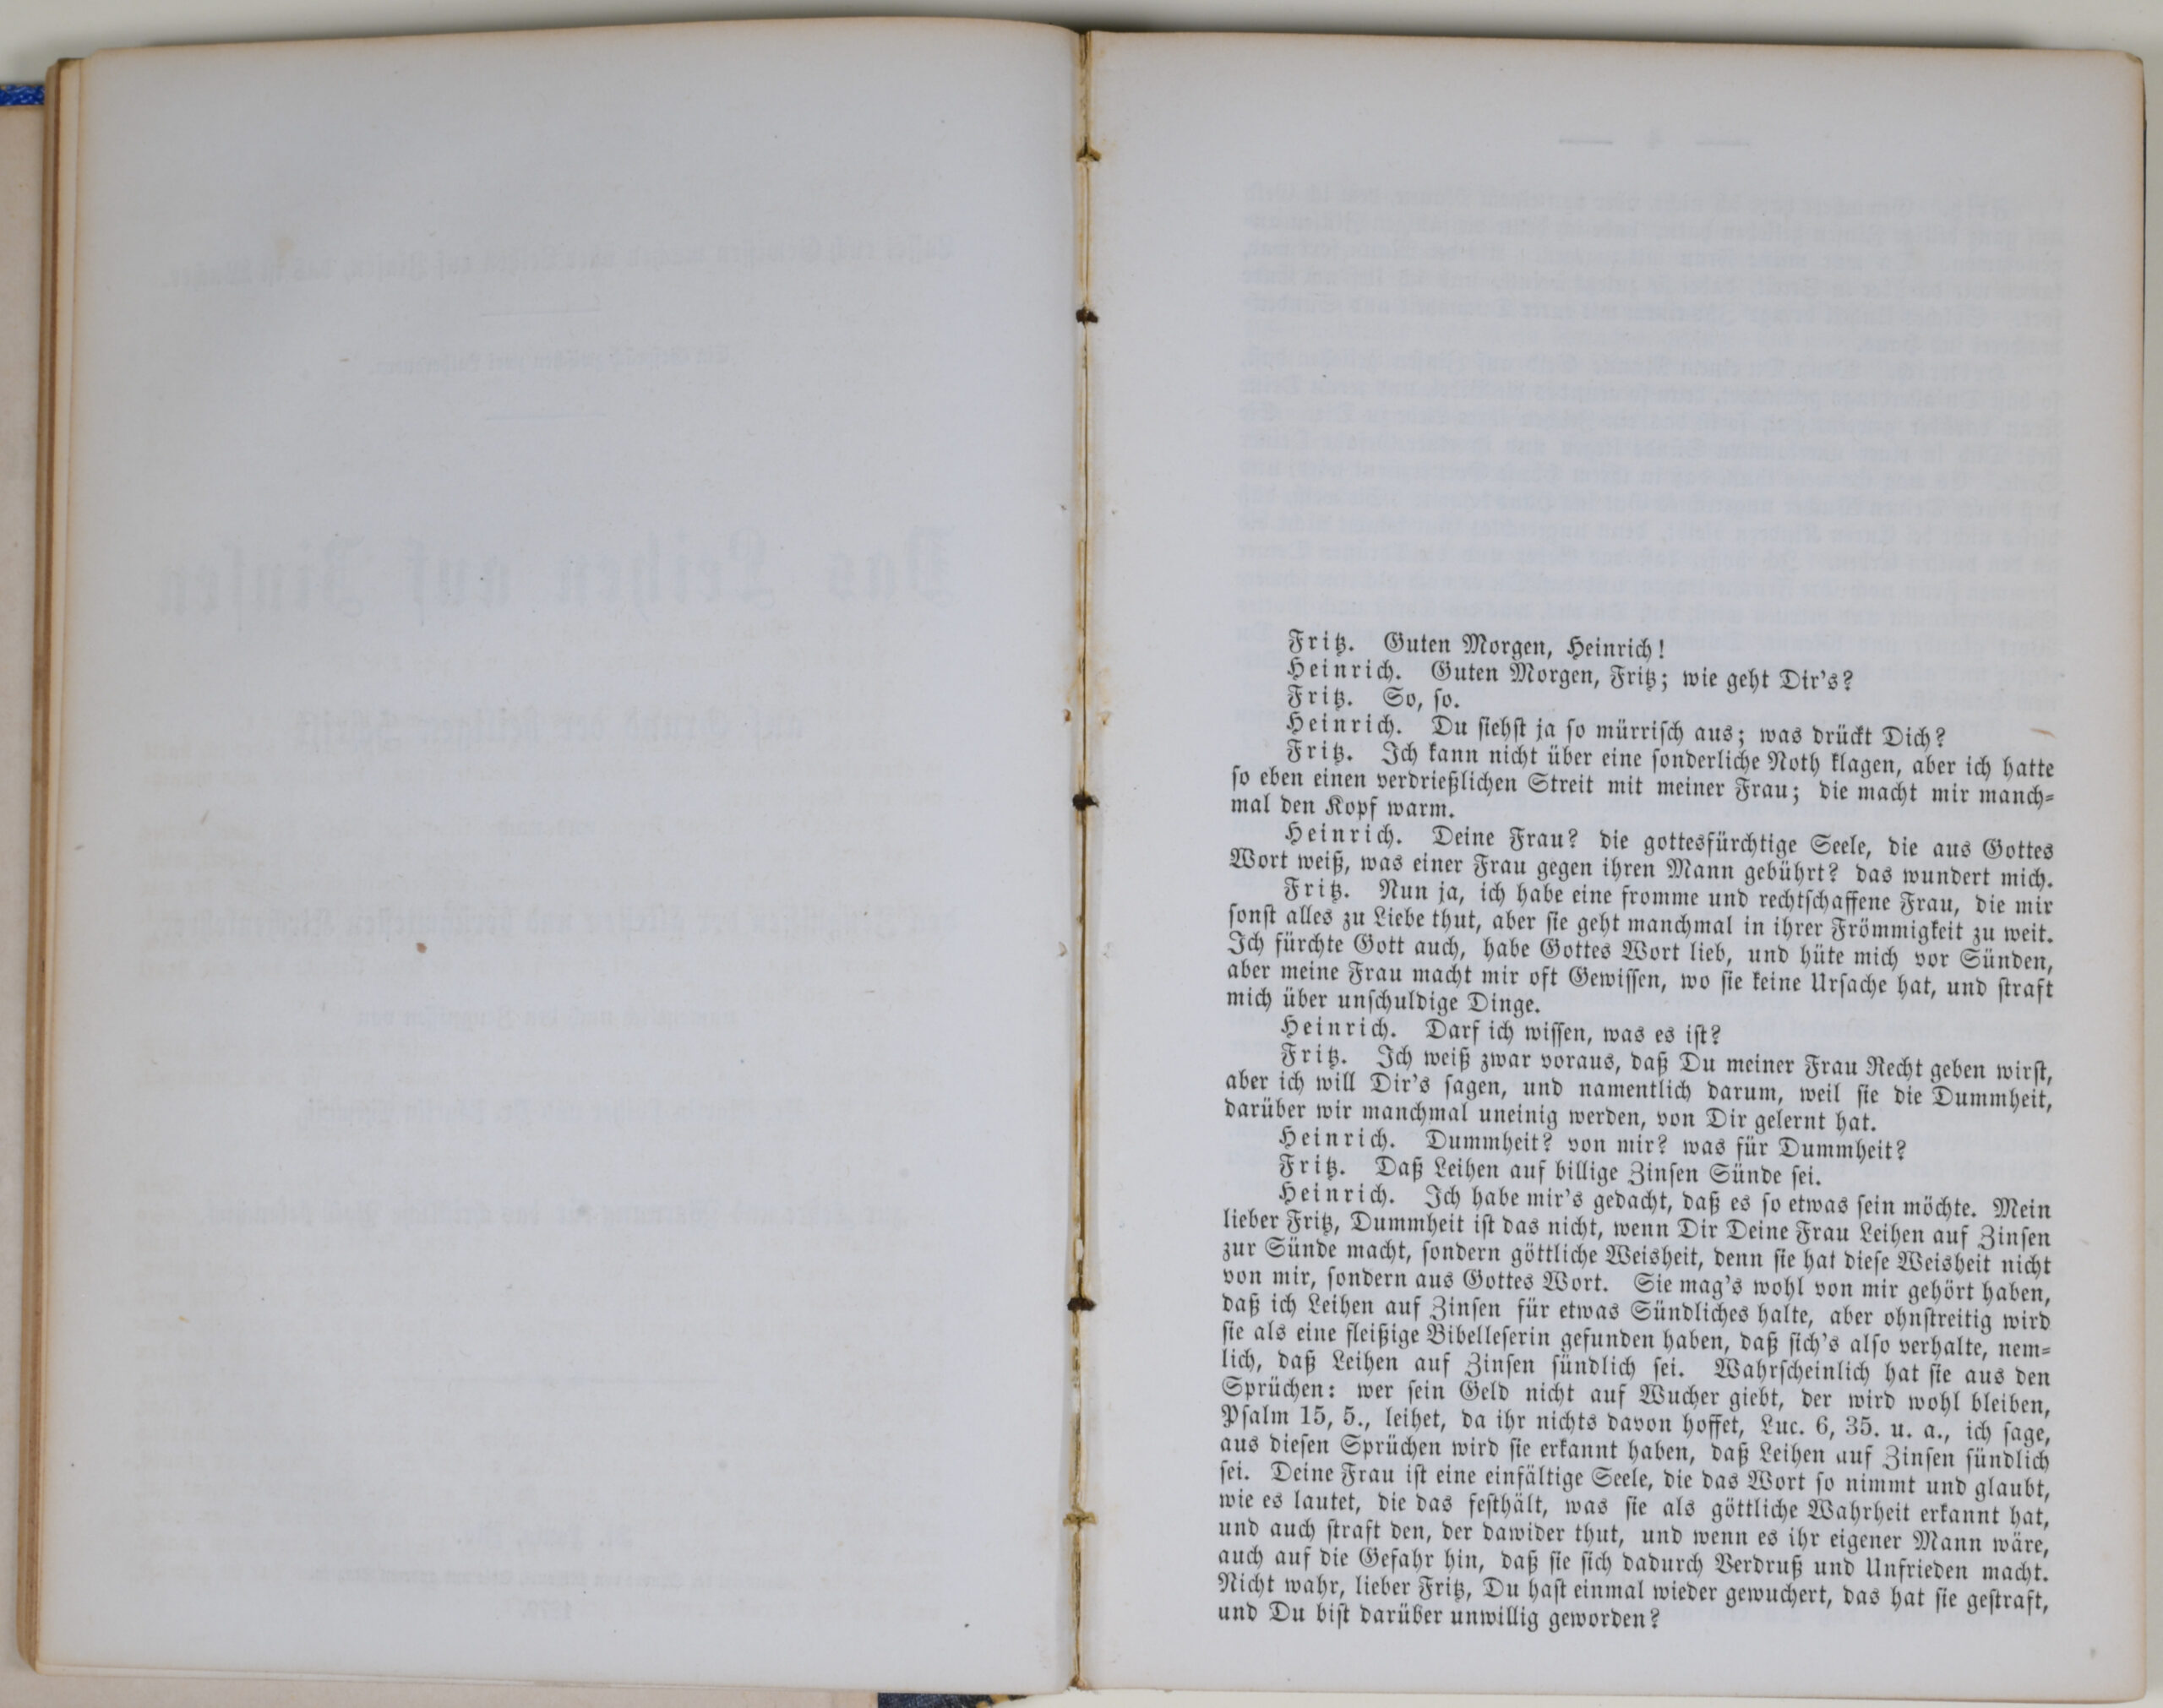 Fritz. Guten Morgen, Heinrich!
Heinrich. Guten Morgen, Fritz; wie geht Dir's?
Fritz. So, so.
Heinrich. Du siehst ja so mürrisch aus; was drückt Dich?
Fritz. Ich kann nicht über eine sonderliche Noth klagen, aber ich hatte
so eben einen verdrießlichen Streit mit meiner Frau; die macht mir manch-
mal den Kopf warm.
Heinrich. Deine Frau? die gottesfürchtige Seele, die aus Gottes
Wort weiß, was einer Frau gegen ihren Mann gebührt? das wundert mich.
Fritz. Nun ja, ich habe eine fromme und rechtschaffene Frau, die mir
sonst alles zu Liebe thut, aber sie geht manchmal in ihrer Frömmigkeit zu weit.
Ich fürchte Gott auch, habe Gottes Wort lieb, und hüte mich vor Sünden,
aber meine Frau macht mir oft Gewissen, wo sie keine Ursache hat, und straft
mich über unschuldige Dinge.
Heinrich. Darf ich wissen, was es ist?
Fritz. Ich weiß zwar voraus, daß Du meiner Frau Recht geben wirst,
aber ich will Dir's sagen, und namentlich darum, weil sie die Dummheit,
darüber wir manchmal uneinig werden, von Dir gelernt hat.
Heinrich. Dummheit? von mir? was für Dummheit?
Fritz. Daß Leihen auf billige Zinsen Sünde sei.
Heinrich. Ich habe mir's gedacht, daß es so etwas sein möchte. Mein
lieber Fritz, Dummheit ist das nicht, wenn Dir Deine Frau Leihen auf Zinsen
zur Sünde macht, sondern göttliche Weisheit, denn sie hat diese Weisheit nicht
von mir, sondern aus Gottes Wort. Sie mag's wohl von mir gehört haben,
daß ich Leihen auf Zinsen für etwas Sündliches halte, aber ohnstreitig wird
sie als eine fleißige Bibelleserin gefunden haben, daß sich's also verhalte, nem-
lich, daß Leihen auf Zinsen sündlich sei. Wahrscheinlich hat sie aus den
Sprüchen: wer sein Geld nicht auf Wucher giebt, der wird wohl bleiben,
Psalm 15, 5., leihet, da ihr nichts davon hoffet, Luc. 6, 35. u. a., ich sage,
aus diesen Sprüchen wird sie erkannt haben, daß Leihen auf Zinsen sündlich
sei. Deine Frau ist eine einfältige Seele, die das Wort so nimmt und glaubt,
wie es lautet, die das festhält, was sie als göttliche Wahrheit erkannt hat,
und auch straft den, der dawider thut, und wenn es ihr eigener Mann wäre,
auch auf die Gefahr hin, daß sie sich dadurch Verdruß und Unfrieden macht.
Nicht wahr, lieber Fritz, Du hast einmal wieder gewuchert, das hat sie gestraft,
und Du bist darüber unwillig geworden?